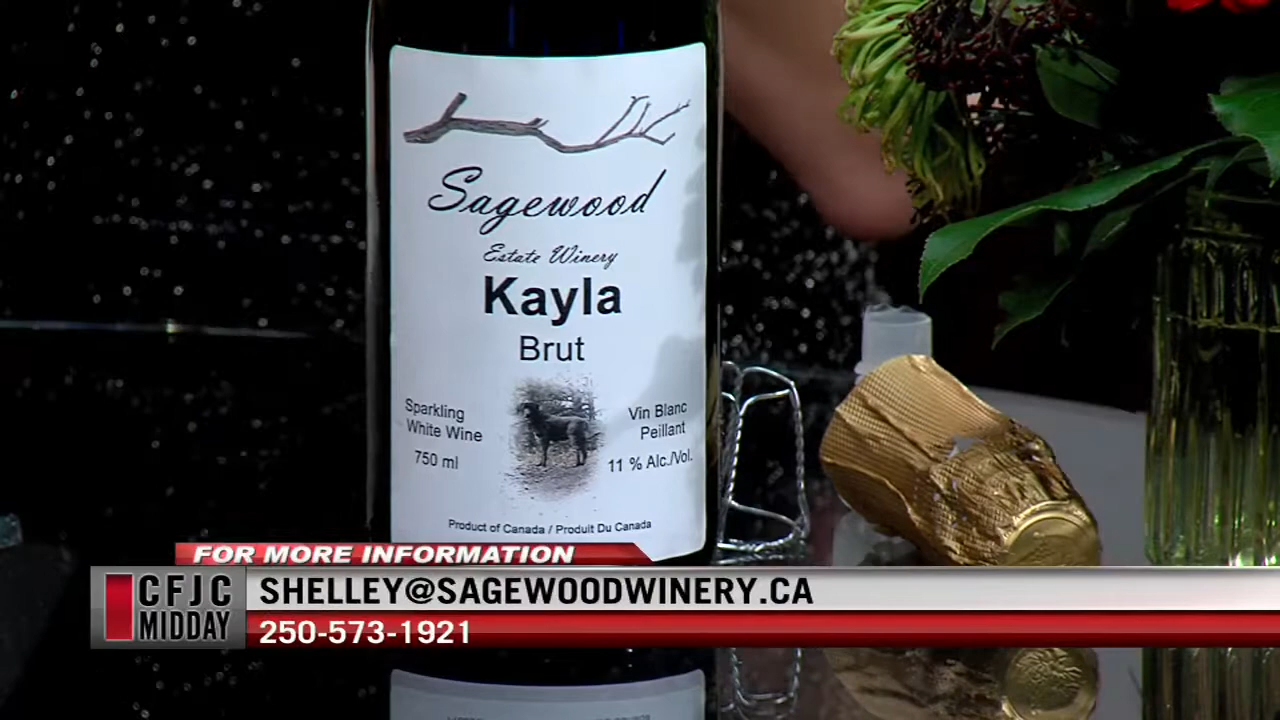 Sagewood
Estate Winery
Kayla
Brut
Sparkling
White Wine
750 ml
Vin Blanc
Peillant
11 % Alc./Vol.
Product of Canada / Produit Du Canada
FOR MORE INFORMATION
CFJC
MIDDAY
SHELLEY@SAGEWOODWINERY.CA
250-573-1921